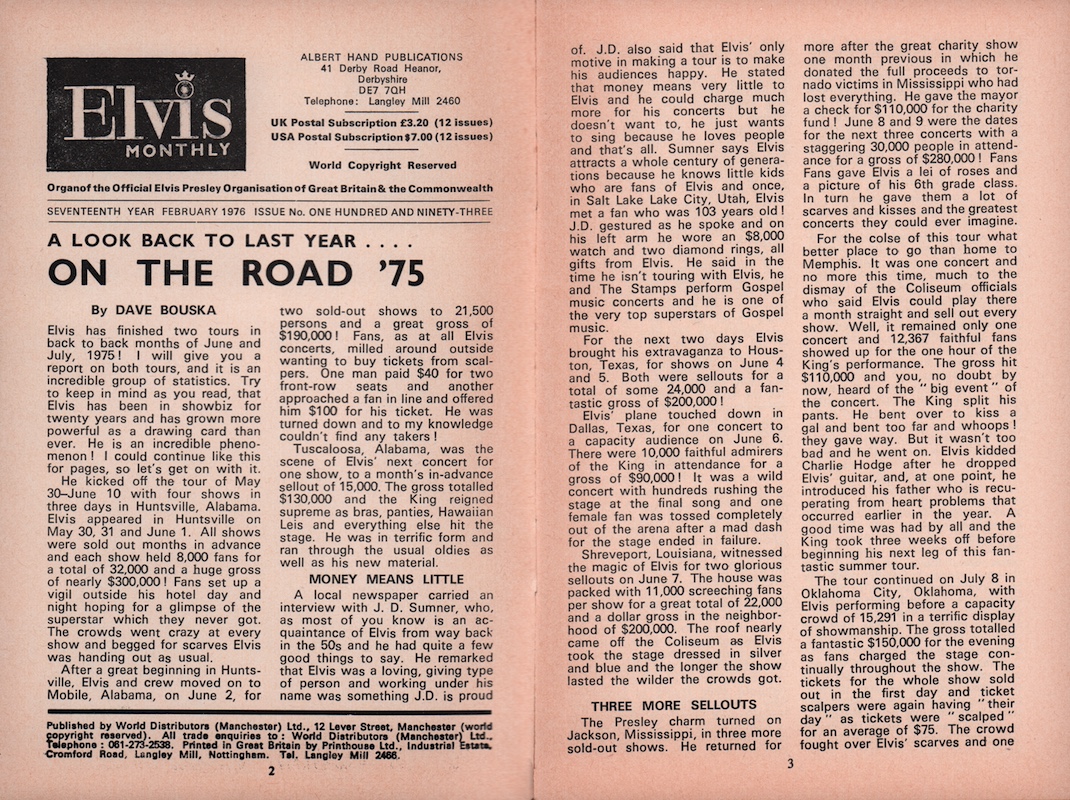 Elvis
MONTHLY
ALBERT HAND PUBLICATIONS
41 Derby Road Heanor,
Derbyshire
DE7 7QH
Telephone: Langley Mill 2460
UK Postal Subscription £3.20 (12 issues)
USA Postal Subscription $7.00 (12 issues)
World Copyright Reserved
Organ of the Official Elvis Presley Organisation of Great Britain & the Commonwealth
SEVENTEENTH YEAR FEBRUARY 1976 ISSUE No. ONE HUNDRED AND NINETY-THREE
A LOOK BACK TO LAST YEAR . . . .
ON THE ROAD '75
By DAVE BOUSKA
Elvis has finished two tours in
back to back months of June and
July, 1975! I will give you a
report on both tours, and it is an
incredible group of statistics. Try
to keep in mind as you read, that
Elvis has been in showbiz for
twenty years and has grown more
powerful as a drawing card than
ever. He is an incredible pheno-
menon! I could continue like this
for pages, so let's get on with it.
He kicked off the tour of May
30–June 10 with four shows in
three days in Huntsville, Alabama.
Elvis appeared in Huntsville on
May 30, 31 and June 1. All shows
were sold out months in advance
and each show held 8,000 fans for
a total of 32,000 and a huge gross
of nearly $300,000! Fans set up a
vigil outside his hotel day and
night hoping for a glimpse of the
superstar which they never got.
The crowds went crazy at every
show and begged for scarves Elvis
was handing out as usual.
After a great beginning in Hunts-
ville, Elvis and crew moved on to
Mobile, Alabama, on June 2, for
two sold-out shows to 21,500
persons and a great gross of
$190,000! Fans, as at all Elvis
concerts, milled around outside
wanting to buy tickets from scal-
pers. One man paid $40 for two
front-row seats and another
approached a fan in line and offered
him $100 for his ticket. He was
turned down and to my knowledge
couldn't find any takers!
Tuscaloosa, Alabama, was the
scene of Elvis' next concert for
one show, to a month's in-advance
sellout of 15,000. The gross totalled
$130,000 and the King reigned
supreme as bras, panties, Hawaiian
Leis and everything else hit the
stage. He was in terrific form and
ran through the usual oldies as
well as his new material.
MONEY MEANS LITTLE
A local newspaper carried an
interview with J. D. Sumner, who,
as most of you know is an ac-
quaintance of Elvis from way back
in the 50s and he had quite a few
good things to say. He remarked
that Elvis was a loving, giving type
of person and working under his
name was something J.D. is proud
Published by World Distributors (Manchester) Ltd., 12 Lever Street, Manchester (world
copyright reserved). All trade enquiries to: World Distributors (Manchester) Ltd.,
Telephone: 061-273-2538. Printed in Great Britain by Printhouse Ltd., Industrial Estate,
Cromford Road, Langley Mill, Nottingham. Tel. Langley Mill 2466.
2
of. J.D. also said that Elvis' only
motive in making a tour is to make
his audiences happy. He stated
that money means very little to
Elvis and he could charge much
more for his concerts but he
doesn't want to, he just wants
to sing because he loves people
and that's all. Sumner says Elvis
attracts a whole century of genera-
tions because he knows little kids
who are fans of Elvis and once,
in Salt Lake Lake City, Utah, Elvis
met a fan who was 103 years old!
J.D. gestured as he spoke and on
his left arm he wore an $8,000
watch and two diamond rings, all
gifts from Elvis. He said in the
time he isn't touring with Elvis, he
and The Stamps perform Gospel
music concerts and he is one of
the very top superstars of Gospel
music.
For the next two days Elvis
brought his extravaganza to Hous-
ton, Texas, for shows on June 4
and 5. Both were sellouts for a
total of some 24,000 and a fan-
tastic gross of $200,000!
Elvis' plane touched down in
Dallas, Texas, for one concert to
a capacity audience on June 6.
There were 10,000 faithful admirers
of the King in attendance for a
gross of $90,000! It was a wild
concert with hundreds rushing the
stage at the final song and one
female fan was tossed completely
out of the arena after a mad dash
for the stage ended in failure.
Shreveport, Louisiana, witnessed
the magic of Elvis for two glorious
sellouts on June 7. The house was
packed with 11,000 screeching fans
per show for a great total of 22,000
and a dollar gross in the neighbor-
hood of $200,000. The roof nearly
came off the Coliseum as Elvis
took the stage dressed in silver
and blue and the longer the show
lasted the wilder the crowds got.
THREE MORE SELLOUTS
The Presley charm turned on
Jackson, Mississippi, in three more
sold-out shows. He returned for
more after the great charity show
one month previous in which he
donated the full proceeds to tor-
nado victims in Mississippi who had
lost everything. He gave the mayor
a check for $110,000 for the charity
fund! June 8 and 9 were the dates
for the next three concerts with a
staggering 30,000 people in attend-
ance for a gross of $280,000! Fans
Fans gave Elvis a lei of roses and
a picture of his 6th grade class.
In turn he gave them a lot of
scarves and kisses and the greatest
concerts they could ever imagine.
For the colse of this tour what
better place to go than home to
Memphis. It was one concert and
no more this time, much to the
dismay of the Coliseum officials
who said Elvis could play there
a month straight and sell out every
show. Well, it remained only one
concert and 12,367 faithful fans
showed up for the one hour of the
King's performance. The gross hit
$110,000 and you, no doubt by
now, heard of the "big event" of
the concert. The King split his
pants. He bent over to kiss a
gal and bent too far and whoops!
they gave way. But it wasn't too
bad and he went on. Elvis kidded
Charlie Hodge after he dropped
Elvis' guitar, and, at one point, he
introduced his father who is recu-
perating from heart problems that
occurred earlier in the year. A
good time was had by all and the
King took three weeks off before
beginning his next leg of this fan-
tastic summer tour.
The tour continued on July 8 in
Oklahoma City, Oklahoma, with
Elvis performing before a capacity
crowd of 15,291 in a terrific display
of showmanship. The gross totalled
a fantastic $150,000 for the evening
as fans charged the stage con-
tinually throughout the show. The
tickets for the whole show sold
out in the first day and ticket
scalpers were again having "their
day" as tickets were "scalped"
for an average of $75. The crowd
fought over Elvis' scarves and one
3